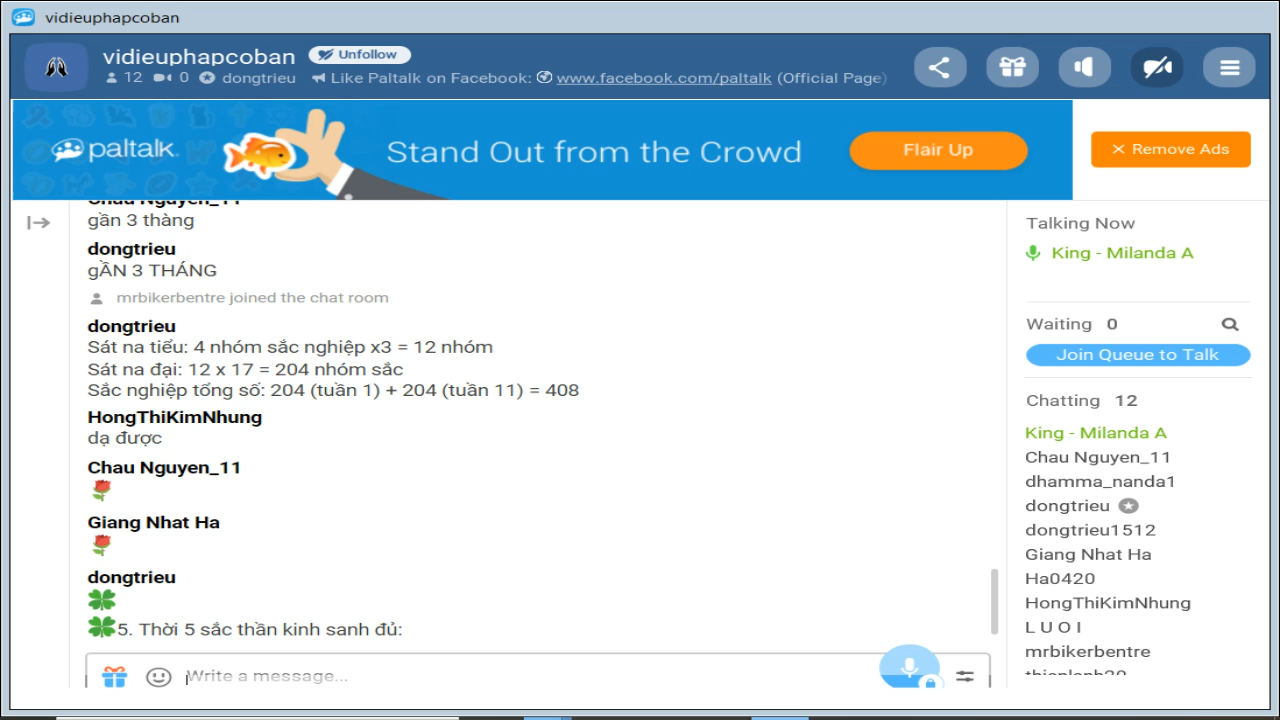 vidieuphapcoban
vidieuphapcoban Unfollow
12 0 dongtrieu Like Paltalk on Facebook: www.facebook.com/paltalk (Official Page)
paltalk Stand Out from the Crowd Flair Up
× Remove Ads
Chau Nguyen_11
gần 3 thàng
dongtrieu
gẦN 3 THÁNG
mrbikerbentre joined the chat room
dongtrieu
Sát na tiểu: 4 nhóm sắc nghiệp x3 = 12 nhóm
Sát na đại: 12 x 17 = 204 nhóm sắc
Sắc nghiệp tổng số: 204 (tuần 1) + 204 (tuần 11) = 408
HongThiKimNhung
dạ được
Chau Nguyen_11
🌹
Giang Nhat Ha
🌹
dongtrieu
🍀
🍀5. Thời 5 sắc thần kinh sanh đủ:
Write a message...
Talking Now
King - Milanda A
Waiting 0
Join Queue to Talk
Chatting 12
King - Milanda A
Chau Nguyen_11
dhamma_nanda1
dongtrieu
dongtrieu1512
Giang Nhat Ha
Ha0420
HongThiKimNhung
L U O I
mrbikerbentre